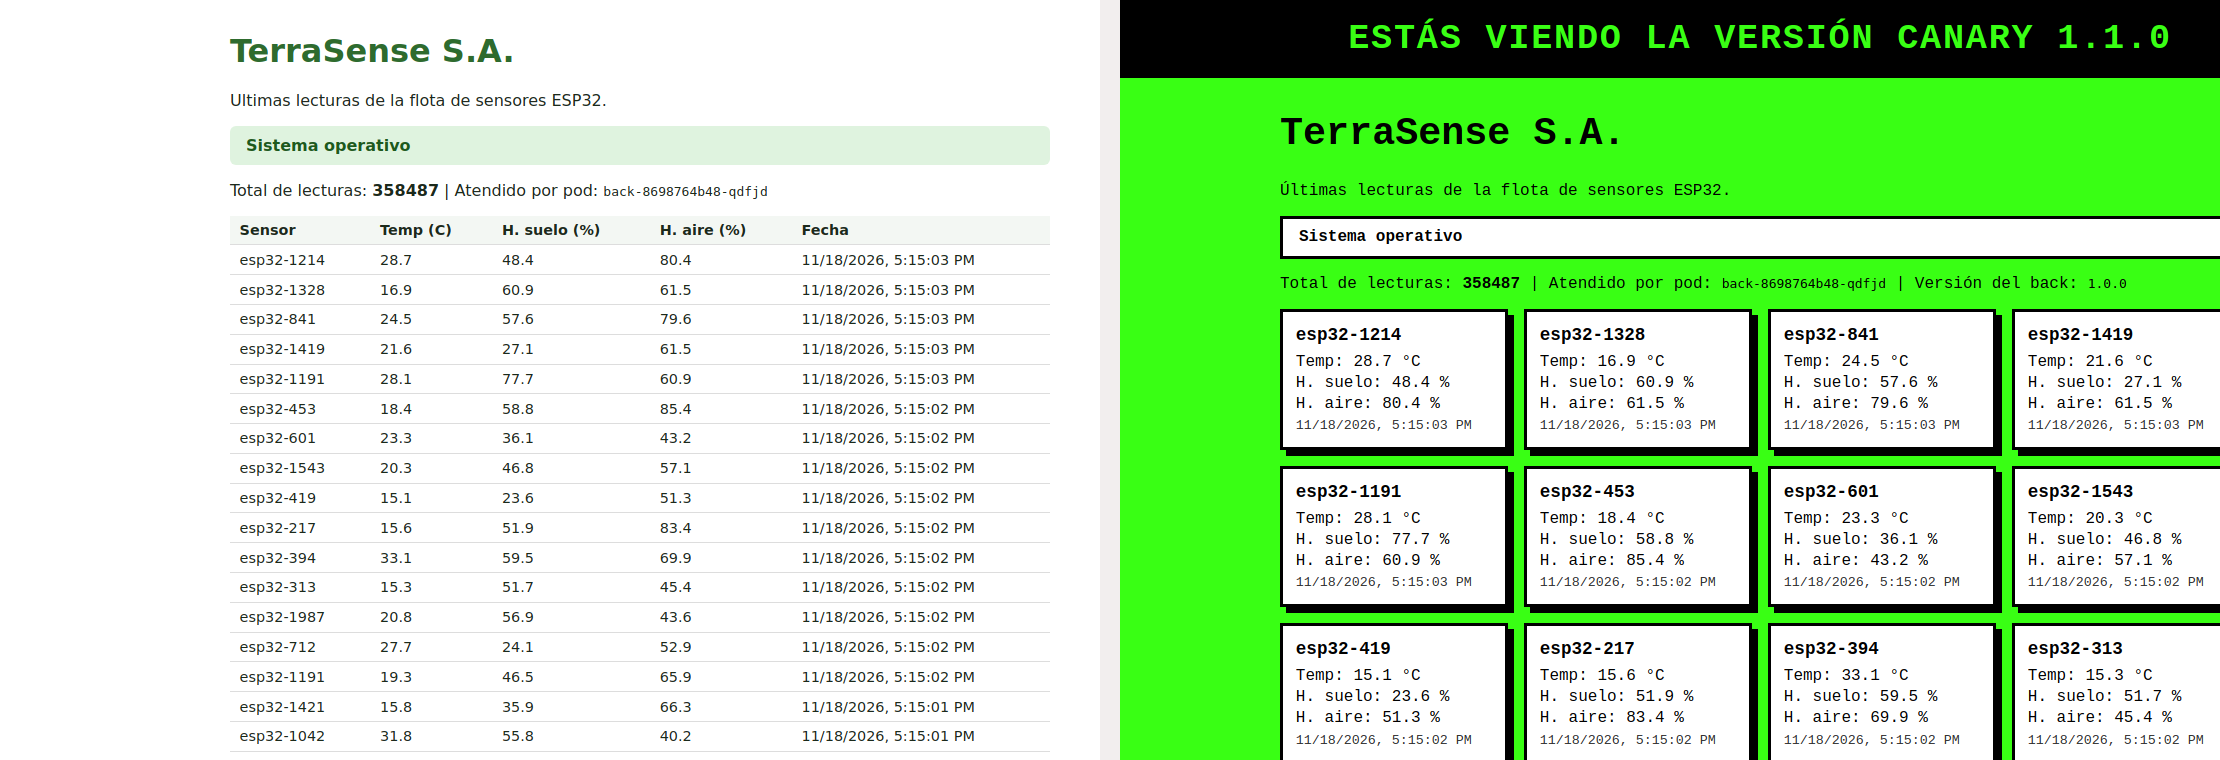 TerraSense S.A.
Ultimas lecturas de la flota de sensores ESP32.
Sistema operativo
Total de lecturas: 358487 | Atendido por pod: back-8698764b48-qdfjd
Sensor Temp (C) H. suelo (%) H. aire (%) Fecha
esp32-1214 28.7 48.4 80.4 11/18/2026, 5:15:03 PM
esp32-1328 16.9 60.9 61.5 11/18/2026, 5:15:03 PM
esp32-841 24.5 57.6 79.6 11/18/2026, 5:15:03 PM
esp32-1419 21.6 27.1 61.5 11/18/2026, 5:15:03 PM
esp32-1191 28.1 77.7 60.9 11/18/2026, 5:15:03 PM
esp32-453 18.4 58.8 85.4 11/18/2026, 5:15:02 PM
esp32-601 23.3 36.1 43.2 11/18/2026, 5:15:02 PM
esp32-1543 20.3 46.8 57.1 11/18/2026, 5:15:02 PM
esp32-419 15.1 23.6 51.3 11/18/2026, 5:15:02 PM
esp32-217 15.6 51.9 83.4 11/18/2026, 5:15:02 PM
esp32-394 33.1 59.5 69.9 11/18/2026, 5:15:02 PM
esp32-313 15.3 51.7 45.4 11/18/2026, 5:15:02 PM
esp32-1987 20.8 56.9 43.6 11/18/2026, 5:15:02 PM
esp32-712 27.7 24.1 52.9 11/18/2026, 5:15:02 PM
esp32-1191 19.3 46.5 65.9 11/18/2026, 5:15:02 PM
esp32-1421 15.8 35.9 66.3 11/18/2026, 5:15:01 PM
esp32-1042 31.8 55.8 40.2 11/18/2026, 5:15:01 PM
ESTÁS VIENDO LA VERSIÓN CANARY 1.1.0
TerraSense S.A.
Últimas lecturas de la flota de sensores ESP32.
Sistema operativo
Total de lecturas: 358487 | Atendido por pod: back-8698764b48-qdfjd | Versión del back: 1.0.0
esp32-1214
Temp: 28.7 °C
H. suelo: 48.4 %
H. aire: 80.4 %
11/18/2026, 5:15:03 PM
esp32-1328
Temp: 16.9 °C
H. suelo: 60.9 %
H. aire: 61.5 %
11/18/2026, 5:15:03 PM
esp32-841
Temp: 24.5 °C
H. suelo: 57.6 %
H. aire: 79.6 %
11/18/2026, 5:15:03 PM
esp32-1419
Temp: 21.6 °C
H. suelo: 27.1 %
H. aire: 61.5 %
11/18/2026, 5:15:03 PM
esp32-1191
Temp: 28.1 °C
H. suelo: 77.7 %
H. aire: 60.9 %
11/18/2026, 5:15:03 PM
esp32-453
Temp: 18.4 °C
H. suelo: 58.8 %
H. aire: 85.4 %
11/18/2026, 5:15:02 PM
esp32-601
Temp: 23.3 °C
H. suelo: 36.1 %
H. aire: 43.2 %
11/18/2026, 5:15:02 PM
esp32-1543
Temp: 20.3 °C
H. suelo: 46.8 %
H. aire: 57.1 %
11/18/2026, 5:15:02 PM
esp32-419
Temp: 15.1 °C
H. suelo: 23.6 %
H. aire: 51.3 %
11/18/2026, 5:15:02 PM
esp32-217
Temp: 15.6 °C
H. suelo: 51.9 %
H. aire: 83.4 %
11/18/2026, 5:15:02 PM
esp32-394
Temp: 33.1 °C
H. suelo: 59.5 %
H. aire: 69.9 %
11/18/2026, 5:15:02 PM
esp32-313
Temp: 15.3 °C
H. suelo: 51.7 %
H. aire: 45.4 %
11/18/2026, 5:15:02 PM